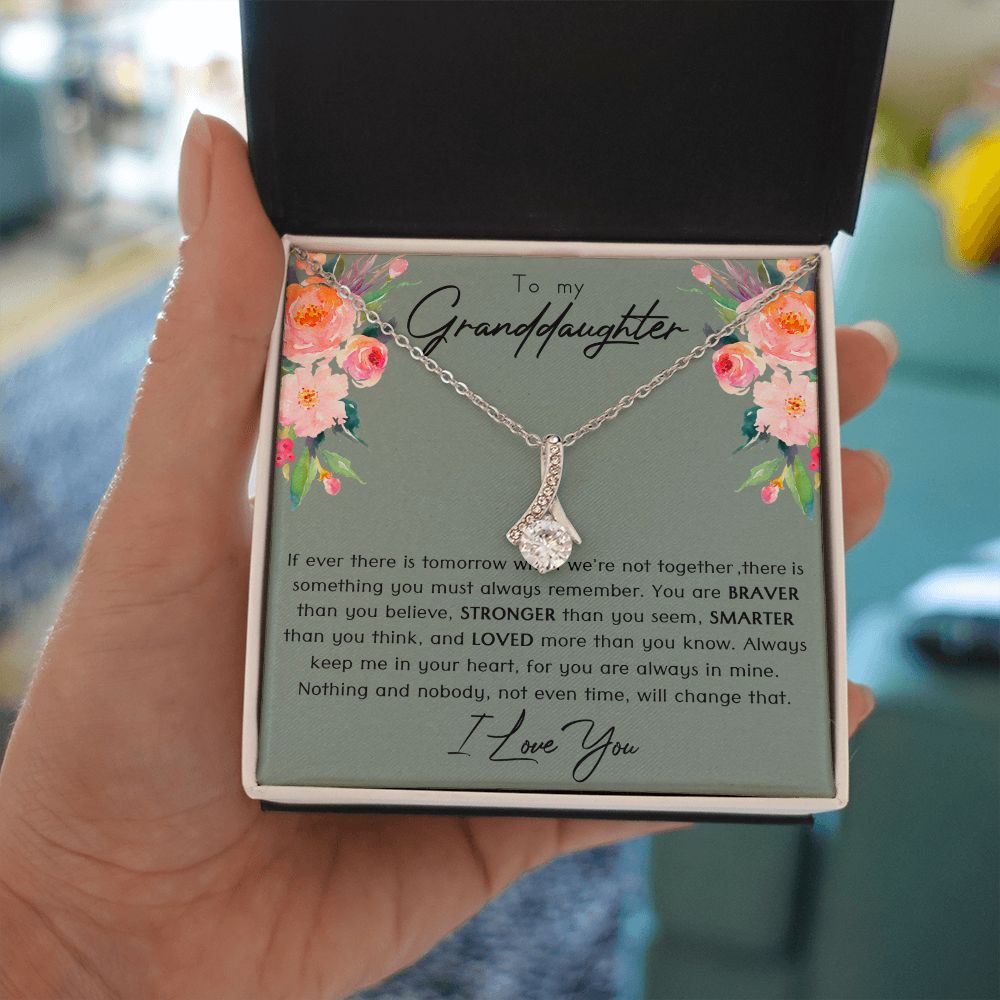 To my
Granddaughter
If ever there is tomorrow we're not together ,there is
something you must always remember. You are BRAVER
than you believe, STRONGER than you seem, SMARTER
than you think, and LOVED more than you know. Always
keep me in your heart, for you are always in mine.
Nothing and nobody, not even time, will change that.
I Love You